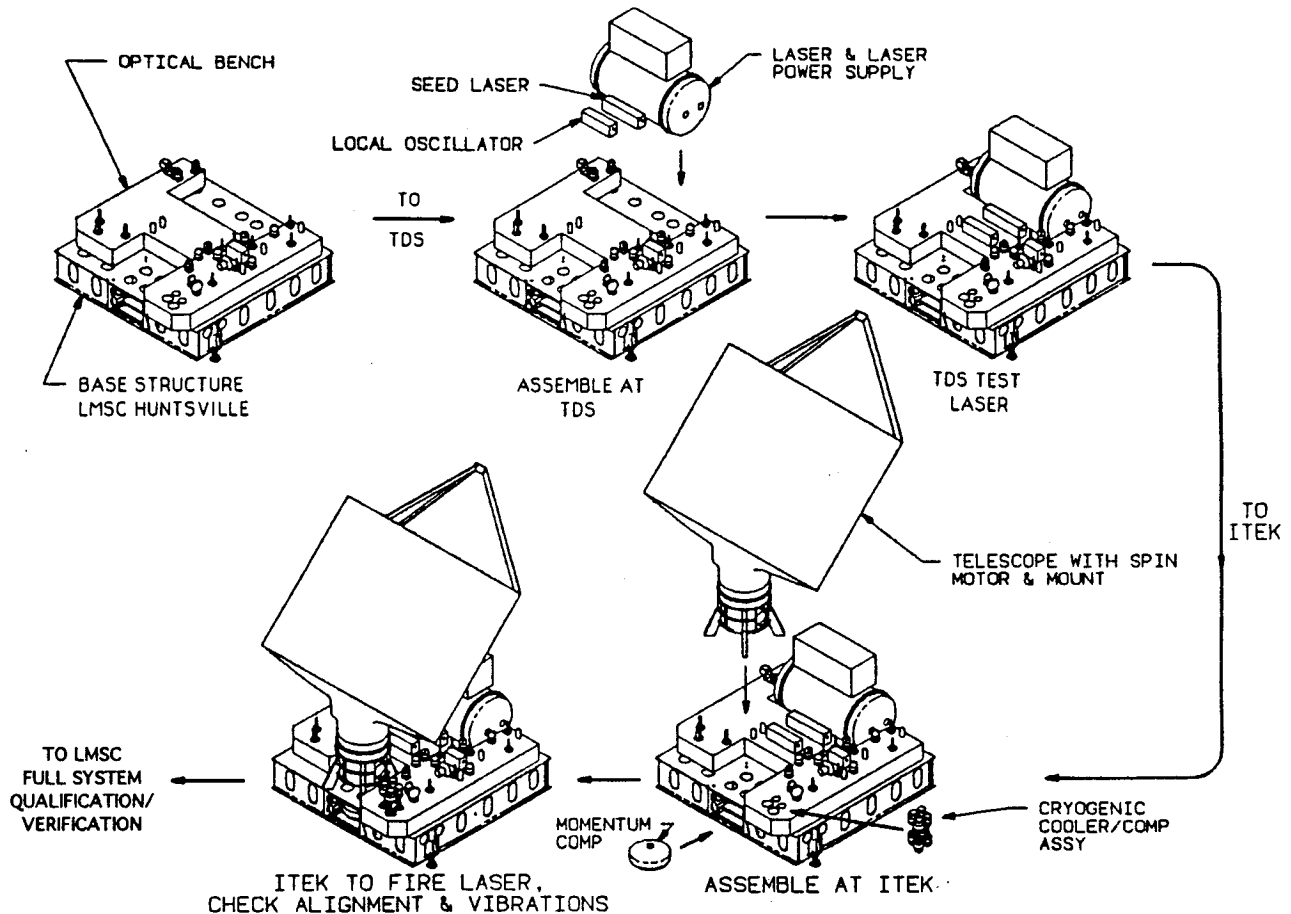 OPTICAL BENCH
SEED LASER
LOCAL OSCILLATOR
LASER & LASER
POWER SUPPLY
TO
TDS
BASE STRUCTURE
LMSC HUNTSVILLE
ASSEMBLE AT
TDS
TDS TEST
LASER
TO
ITEK
TELESCOPE WITH SPIN
MOTOR & MOUNT
TO LMSC
FULL SYSTEM
QUALIFICATION/
VERIFICATION
MOMENTUM
COMP
CRYOGENIC
COOLER/COMP
ASSY
ITEK TO FIRE LASER,
CHECK ALIGNMENT & VIBRATIONS
ASSEMBLE AT ITEK